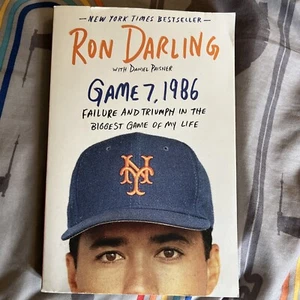 NEW YORK TIMES BESTSELLER
RON DARLING
WITH DANIEL PAISNER
GAME 7, 1986
FAILURE AND TRIUMPH IN THE
BIGGEST GAME OF MY LIFE
NY